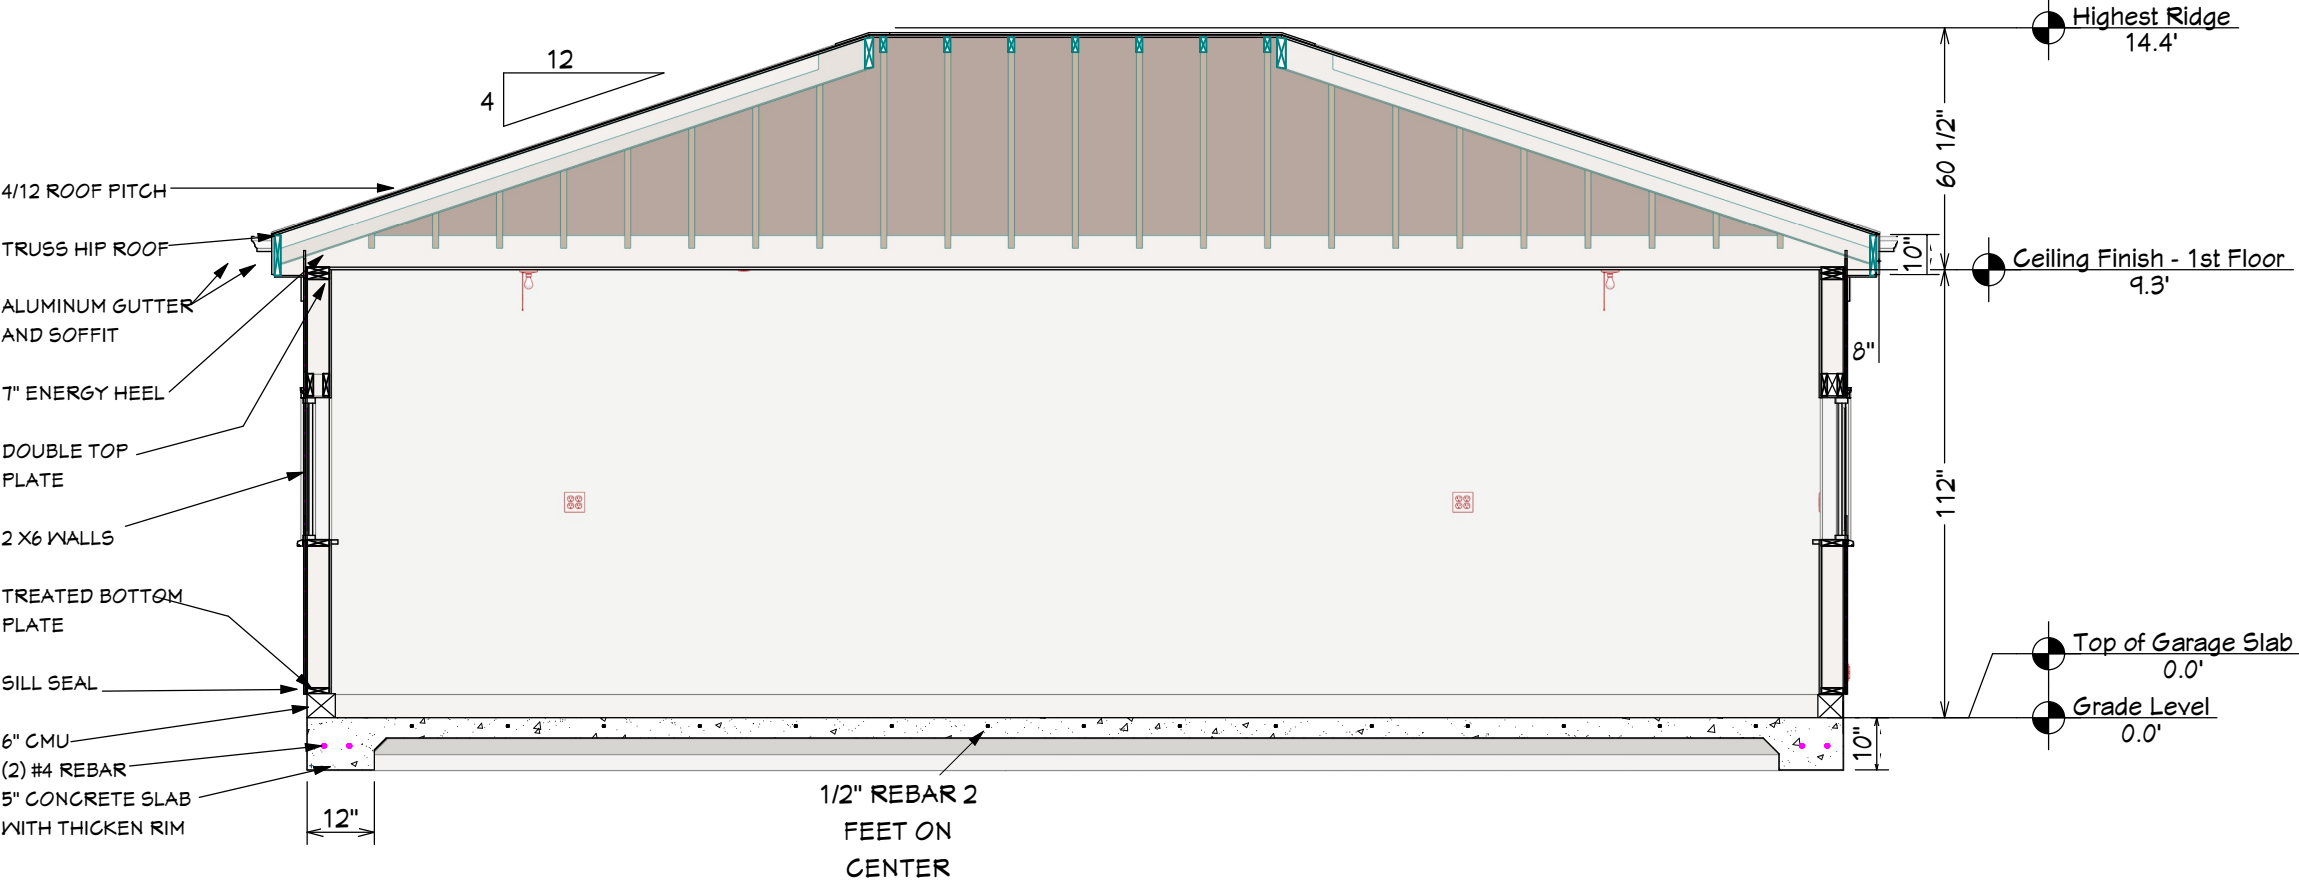 Highest Ridge
14.4'
12
4
60 1/2"
4/12 ROOF PITCH
TRUSS HIP ROOF
10"
Ceiling Finish - 1st Floor
9.3'
ALUMINUM GUTTER
AND SOFFIT
8"
7" ENERGY HEEL
DOUBLE TOP
PLATE
112"
2 X6 WALLS
TREATED BOTTOM
PLATE
Top of Garage Slab
0.0'
SILL SEAL
Grade Level
0.0'
6" CMU
10"
(2) #4 REBAR
5" CONCRETE SLAB
WITH THICKEN RIM
12"
1/2" REBAR 2
FEET ON
CENTER